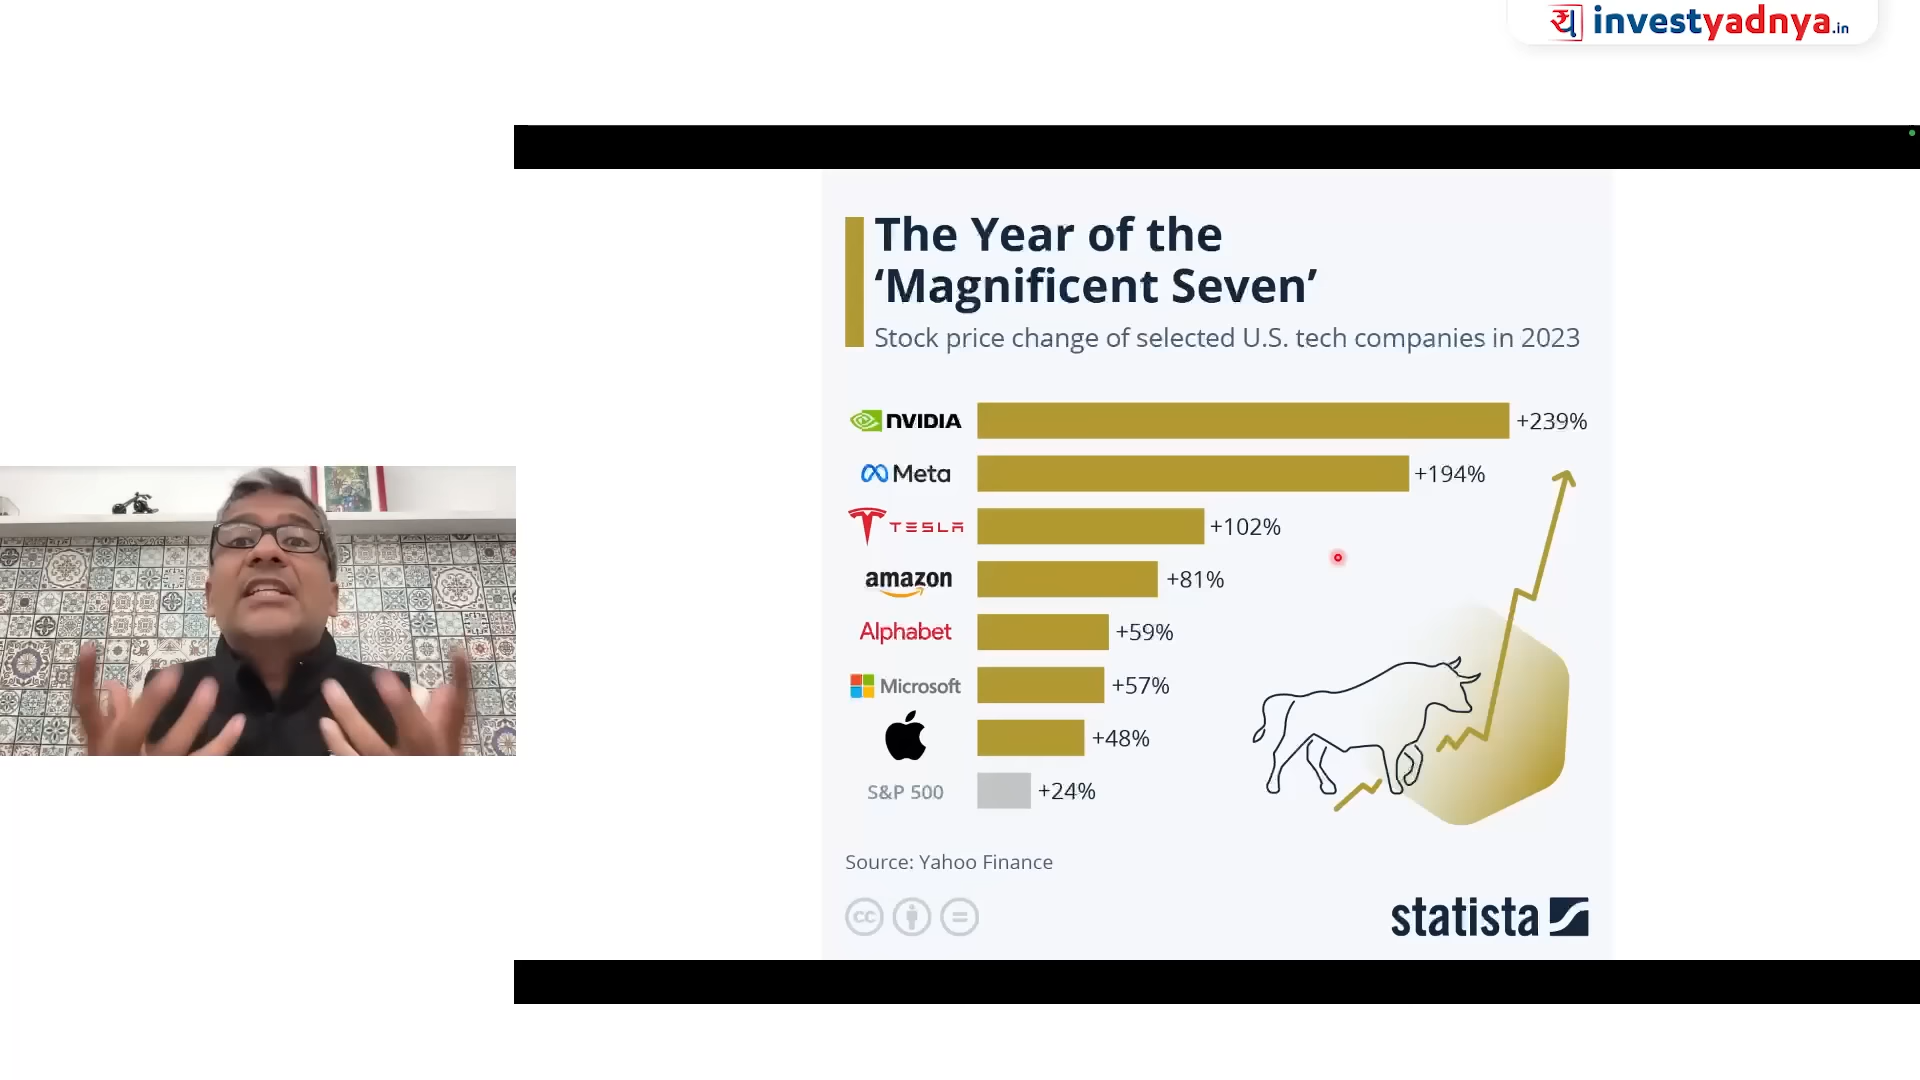 य investyadnya.in
The Year of the
‘Magnificent Seven’
Stock price change of selected U.S. tech companies in 2023
NVIDIA +239%
Meta +194%
TESLA +102%
amazon +81%
Alphabet +59%
Microsoft +57%
+48%
S&P 500 +24%
Source: Yahoo Finance
cc =
statista